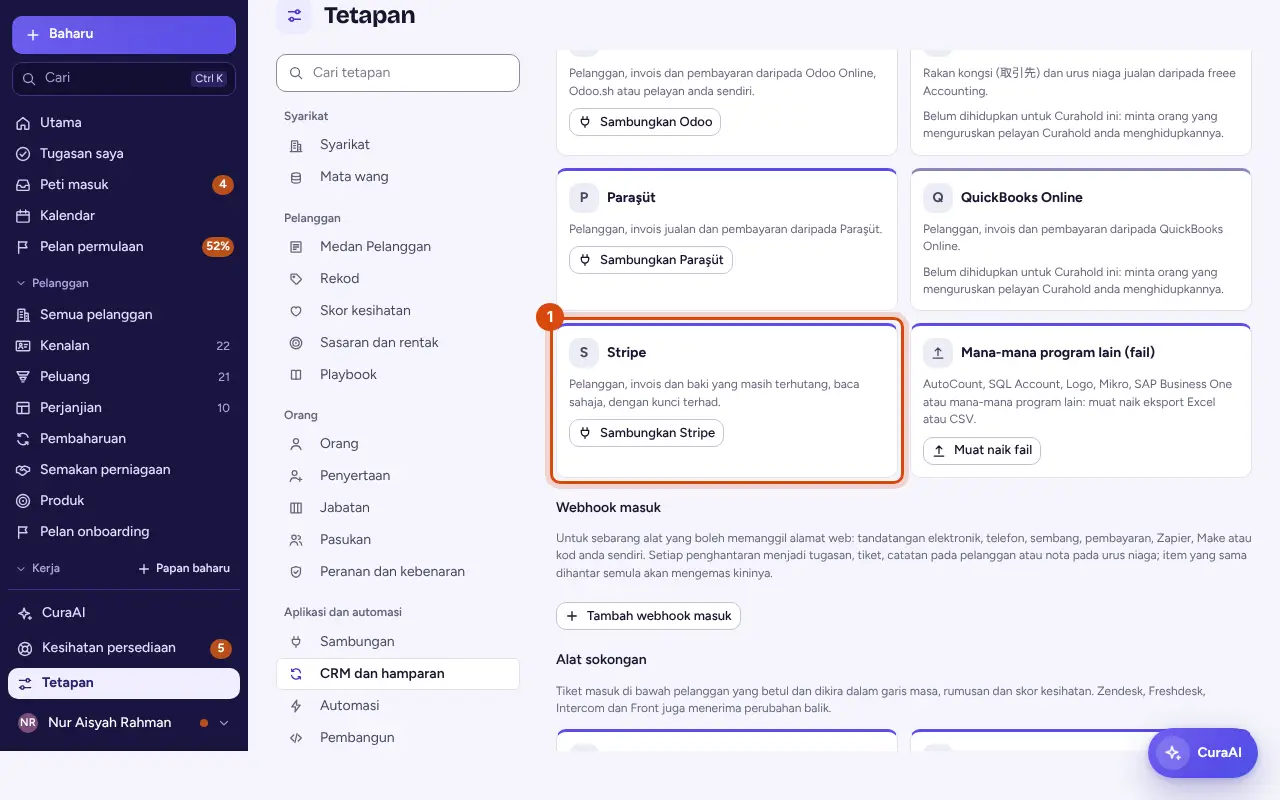 Baharu
Cari
Ctrl K
Utama
Tugasan saya
Peti masuk
4
Kalendar
Pelan permulaan
52%
Pelanggan
Semua pelanggan
Kenalan
22
Peluang
21
Perjanjian
10
Pembaharuan
Semakan perniagaan
Produk
Pelan onboarding
Kerja
Papan baharu
CuraAI
Kesihatan persediaan
5
Tetapan
NR
Nur Aisyah Rahman
Tetapan
Cari tetapan
Syarikat
Syarikat
Mata wang
Pelanggan
Medan Pelanggan
Rekod
Skor kesihatan
Sasaran dan rentak
Playbook
Orang
Orang
Penyertaan
Jabatan
Pasukan
Peranan dan kebenaran
Aplikasi dan automasi
Sambungan
CRM dan hamparan
Automasi
Pembangun
Pelanggan, invois dan pembayaran daripada Odoo Online,
Odoo.sh atau pelayan anda sendiri.
Sambungkan Odoo
Rakan kongsi (取引先) dan urus niaga jualan daripada freee
Accounting.
Belum dihidupkan untuk Curahold ini: minta orang yang
menguruskan pelayan Curahold anda menghidupkannya.
P
Paraşüt
Pelanggan, invois jualan dan pembayaran daripada Paraşüt.
Sambungkan Paraşüt
Q
QuickBooks Online
Pelanggan, invois dan pembayaran daripada QuickBooks
Online.
Belum dihidupkan untuk Curahold ini: minta orang yang
menguruskan pelayan Curahold anda menghidupkannya.
1
S
Stripe
Pelanggan, invois dan baki yang masih terhutang, baca
sahaja, dengan kunci terhad.
Sambungkan Stripe
Mana-mana program lain (fail)
AutoCount, SQL Account, Logo, Mikro, SAP Business One
atau mana-mana program lain: muat naik eksport Excel
atau CSV.
Muat naik fail
Webhook masuk
Untuk sebarang alat yang boleh memanggil alamat web: tandatangan elektronik, telefon, sembang, pembayaran, Zapier, Make atau
kod anda sendiri. Setiap penghantaran menjadi tugasan, tiket, catatan pada pelanggan atau nota pada urus niaga; item yang sama
dihantar semula akan mengemas kininya.
Tambah webhook masuk
Alat sokongan
Tiket masuk di bawah pelanggan yang betul dan dikira dalam garis masa, rumusan dan skor kesihatan. Zendesk, Freshdesk,
Intercom dan Front juga menerima perubahan balik.
CuraAI